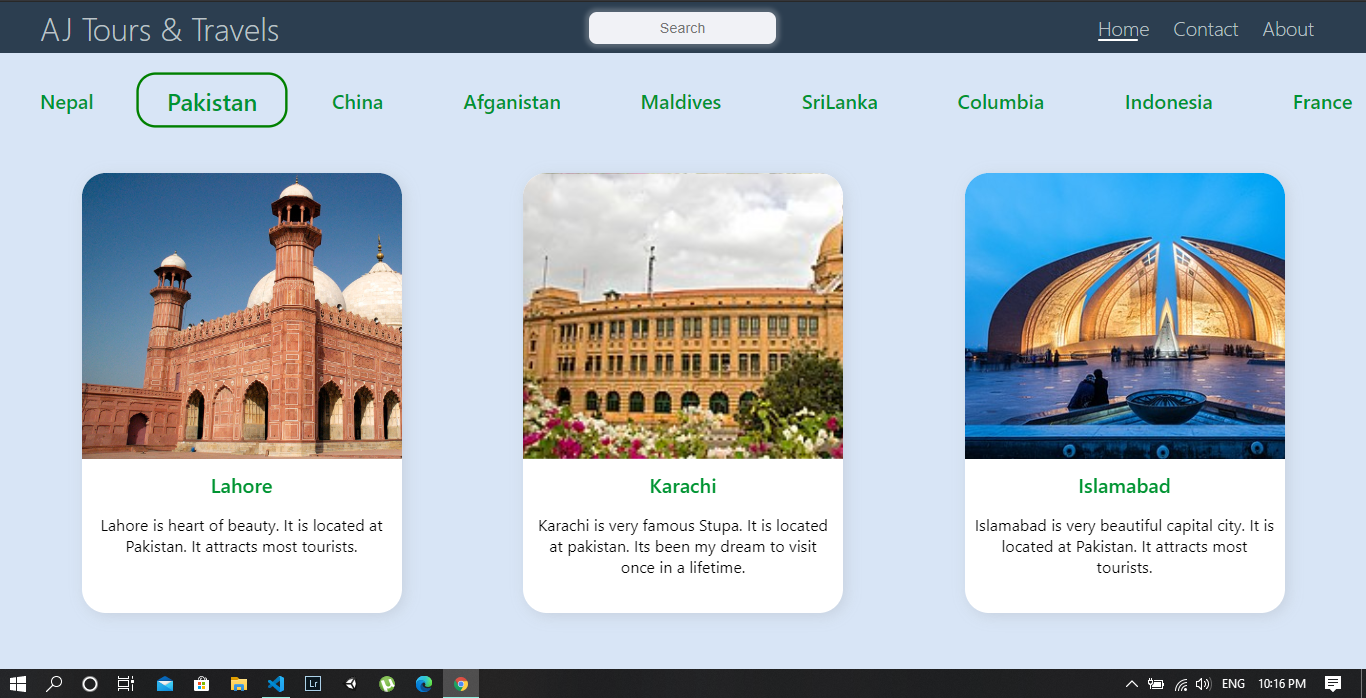 AJ Tours & Travels
Search
Home Contact About
Nepal Pakistan China Afganistan Maldives SriLanka Columbia Indonesia France
Lahore
Lahore is heart of beauty. It is located at
Pakistan. It attracts most tourists.
Karachi
Karachi is very famous Stupa. It is located
at pakistan. Its been my dream to visit
once in a lifetime.
Islamabad
Islamabad is very beautiful capital city. It is
located at Pakistan. It attracts most
tourists.
Lr
ENG 10:16 PM